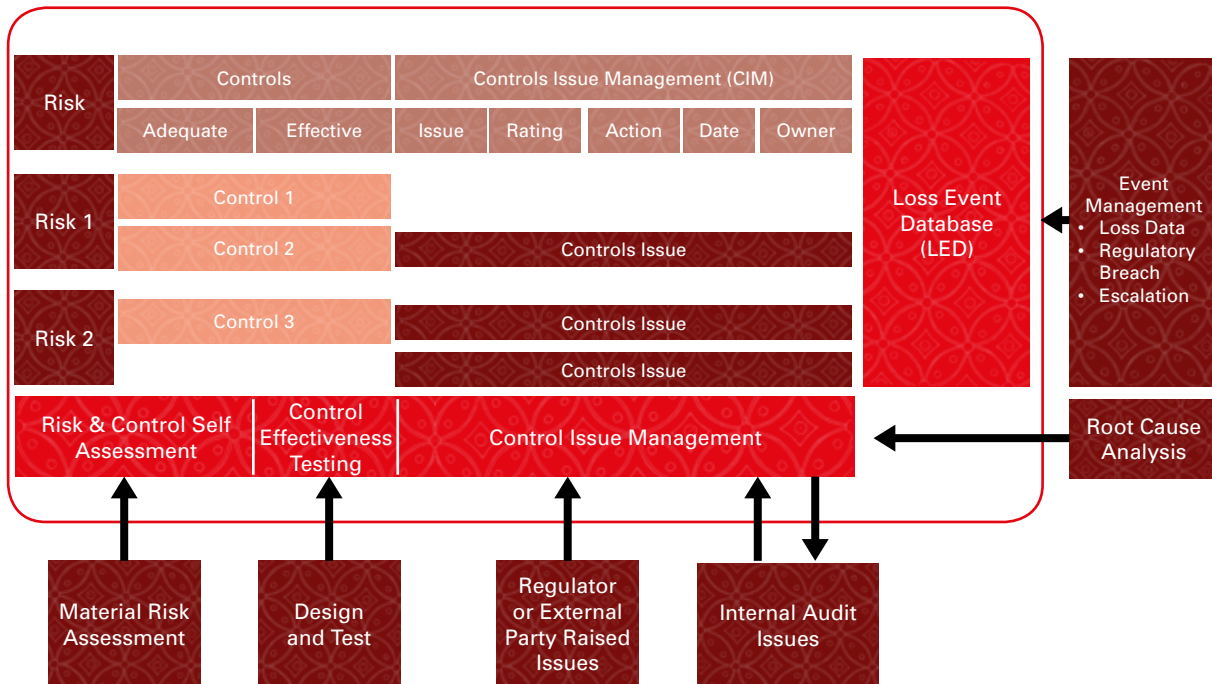 Risk
Controls
Controls Issue Management (CIM)
Adequate
Effective
Issue
Rating
Action
Date
Owner
Risk 1
Control 1
Control 2
Controls Issue
Risk 2
Control 3
Controls Issue
Controls Issue
Loss Event
Database
(LED)
Event
Management
• Loss Data
• Regulatory
Breach
• Escalation
Risk & Control Self
Assessment
Control
Effectiveness
Testing
Control Issue Management
Root Cause
Analysis
Material Risk
Assessment
Design
and Test
Regulator
or External
Party Raised
Issues
Internal Audit
Issues